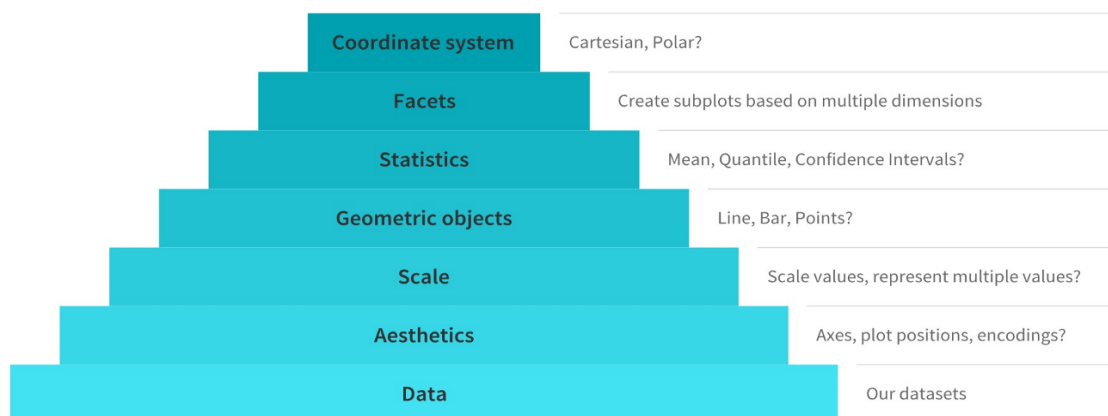 Coordinate system
Cartesian, Polar?
Facets
Create subplots based on multiple dimensions
Statistics
Mean, Quantile, Confidence Intervals?
Geometric objects
Line, Bar, Points?
Scale
Scale values, represent multiple values?
Aesthetics
Axes, plot positions, encodings?
Data
Our datasets